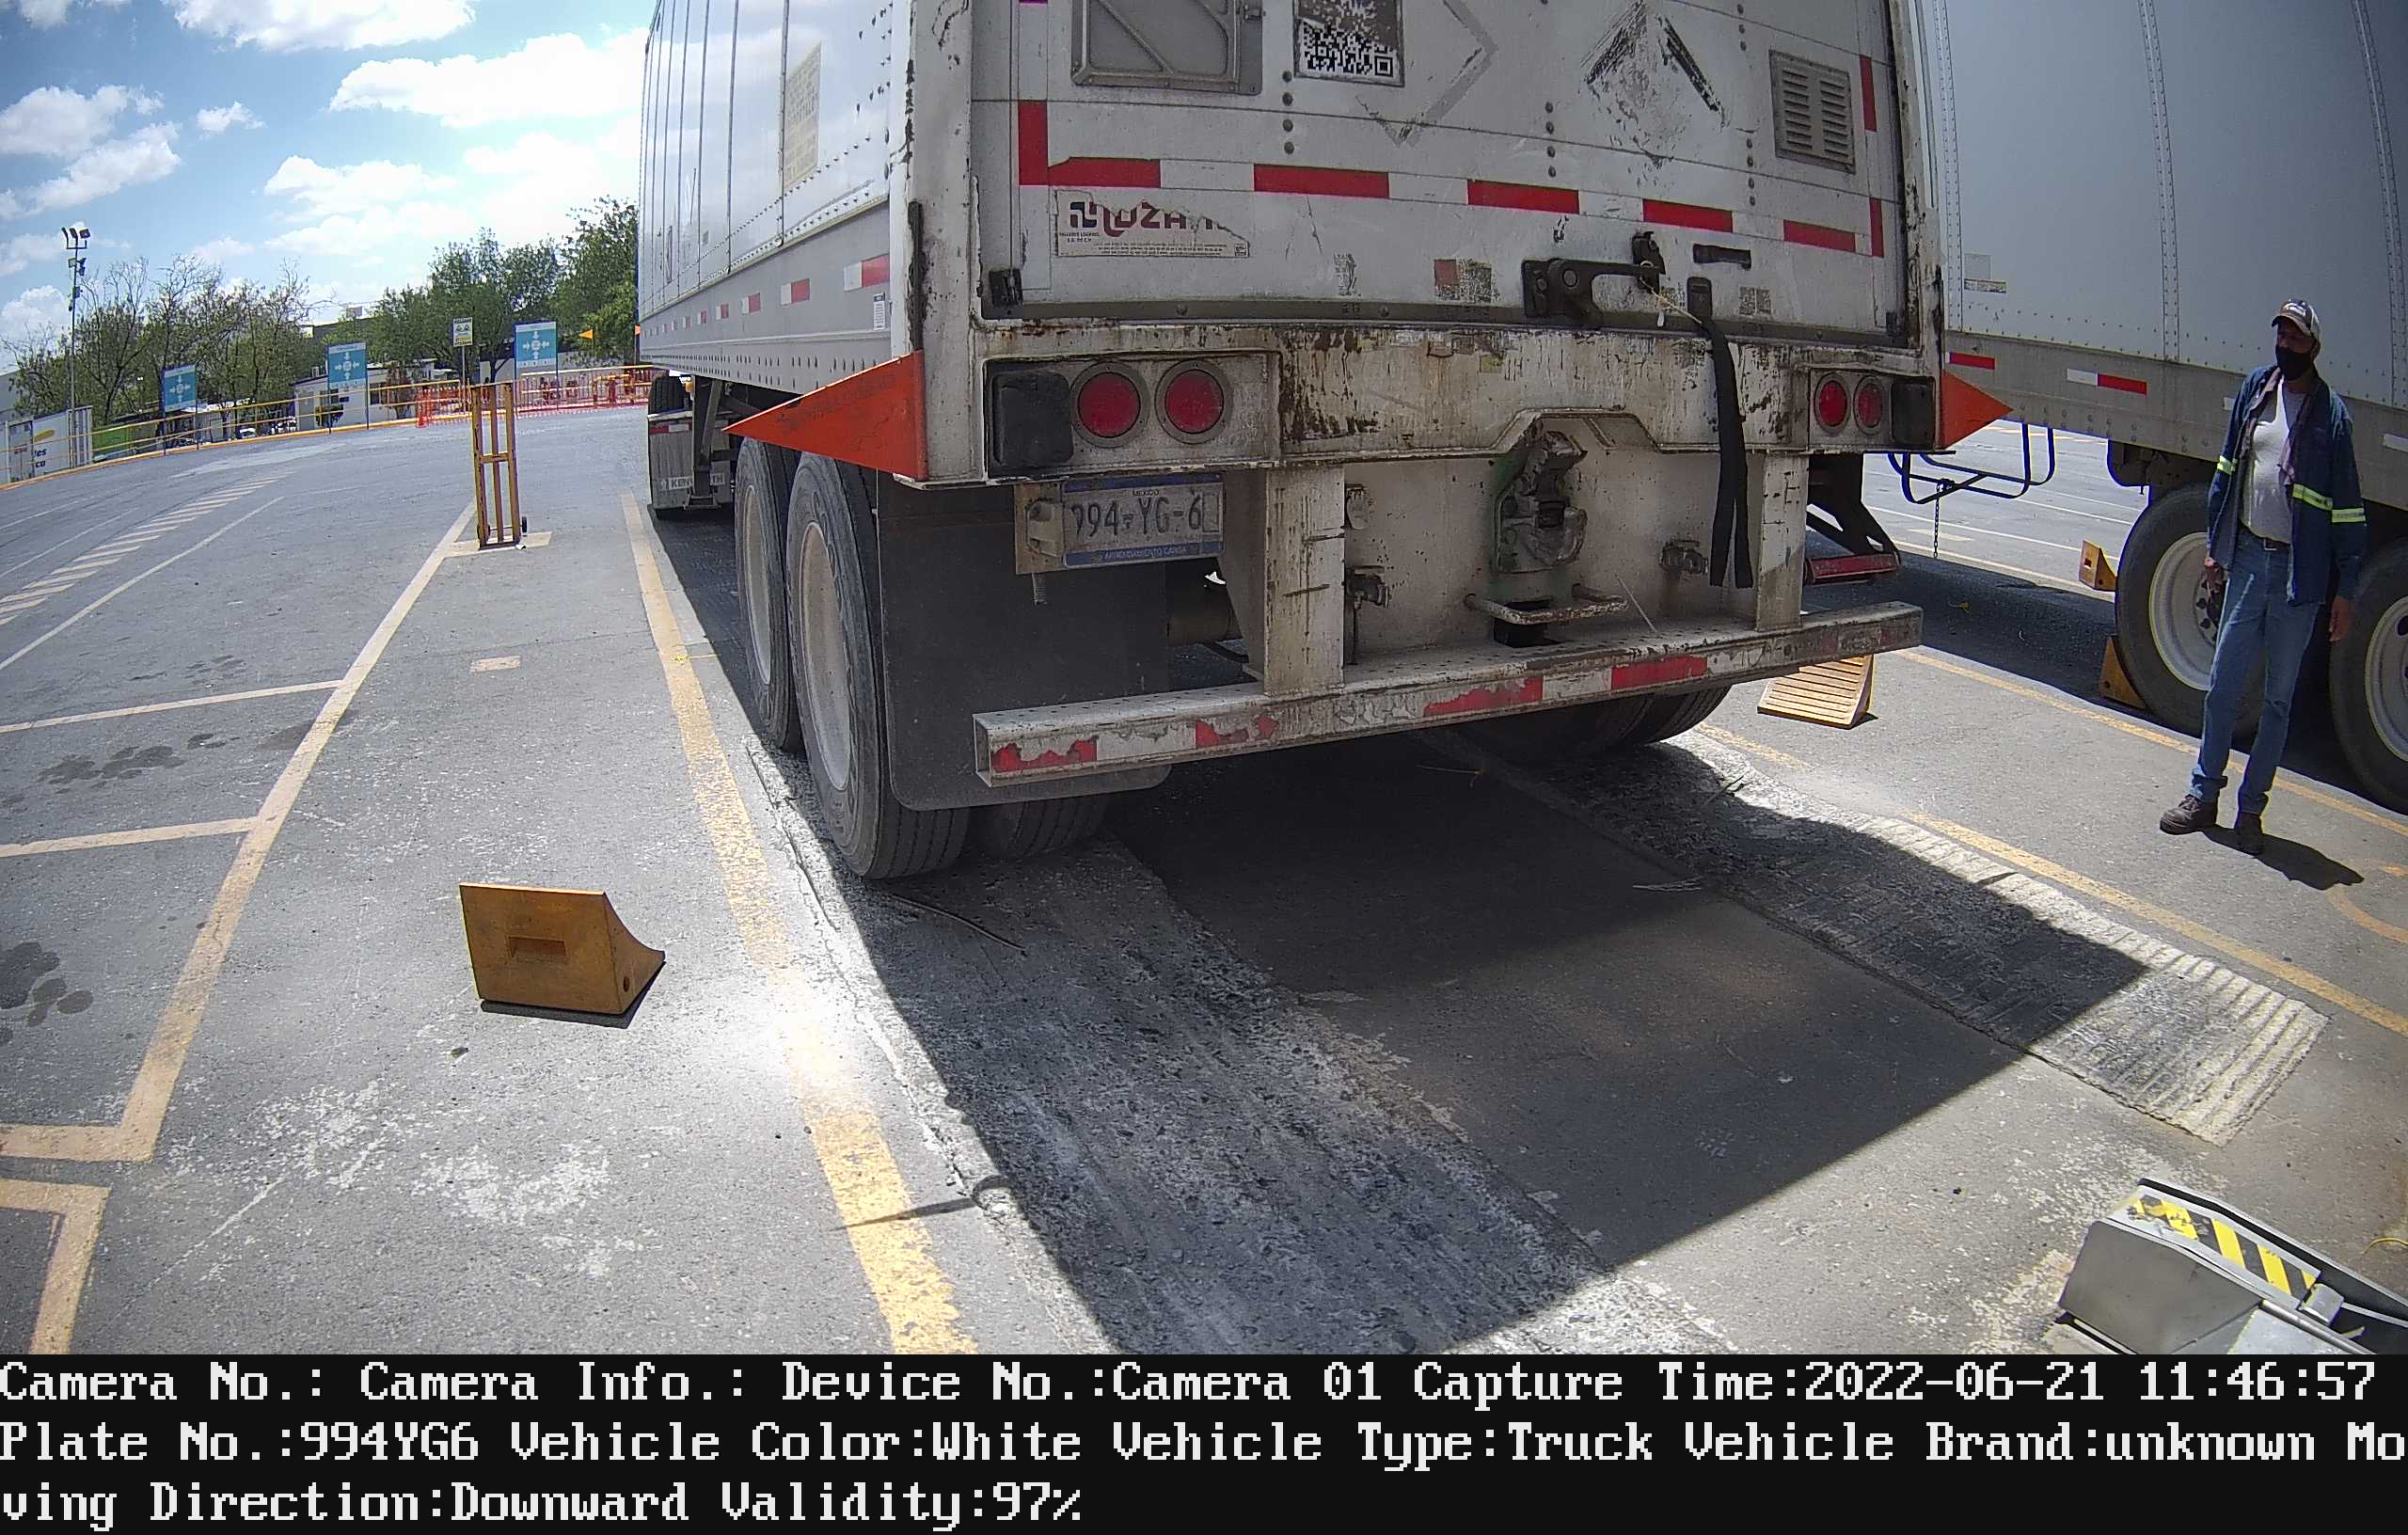 MEXICO
994-YG-6
ARRENDAMIENTO CARGA
Camera No.: Camera Info.: Device No.:Camera 01 Capture Time:2022-06-21 11:46:57
Plate No.:994YG6 Vehicle Color:White Vehicle Type:Truck Vehicle Brand:unknown Mo
ving Direction:Downward Validity:97%